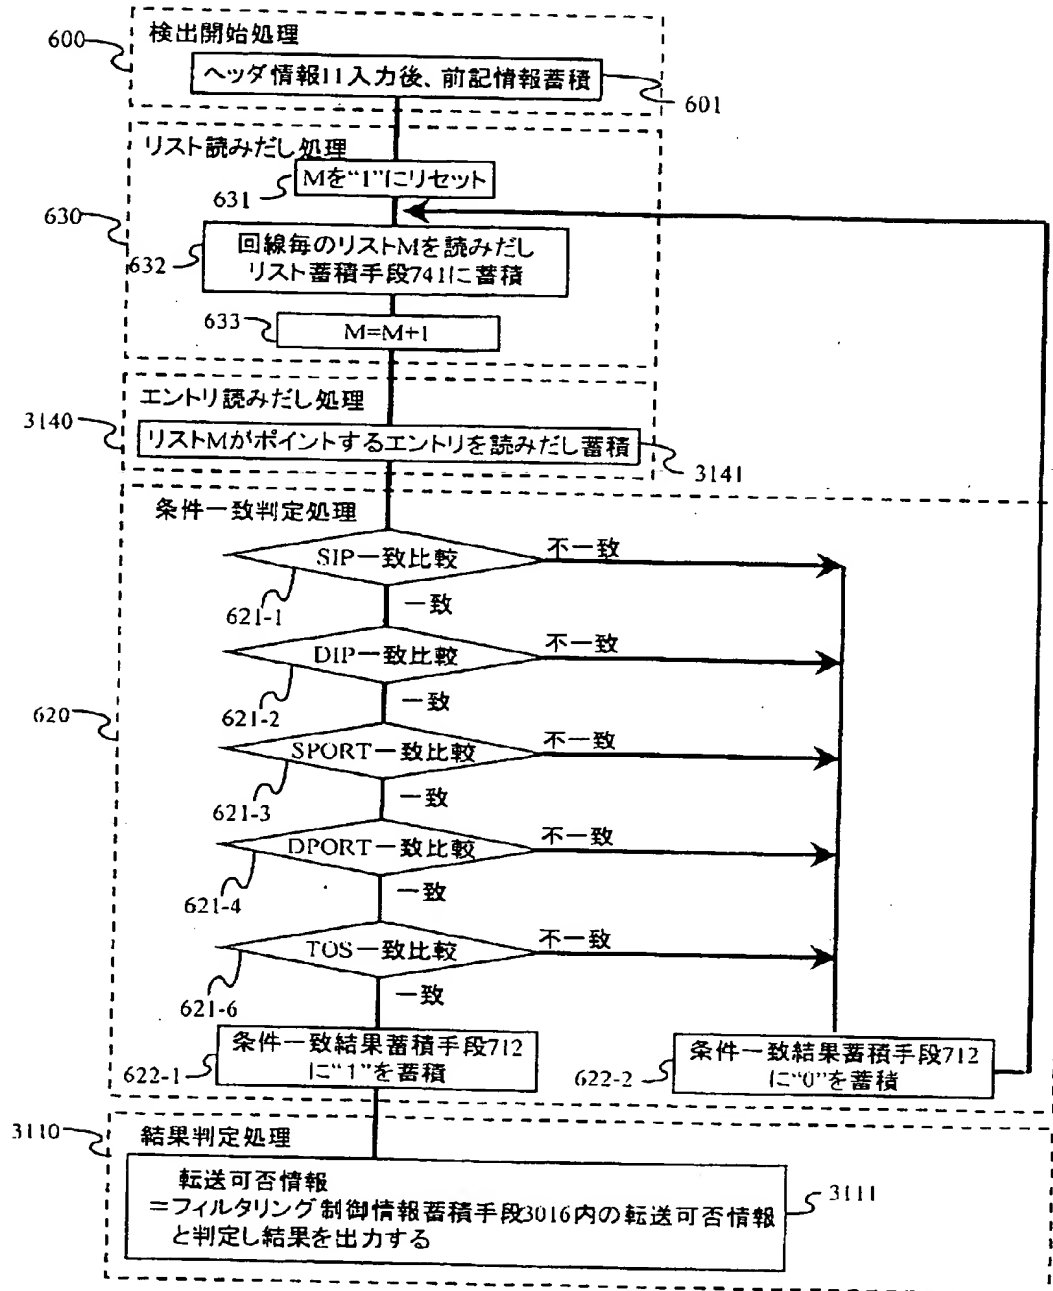 検出開始処理
600
ヘッダ情報11入力後、前記情報蓄積
601
リスト読みだし処理
Mを“1”にリセット
631
630
回線毎のリストMを読みだし
リスト蓄積手段741に蓄積
632
633
M=M+1
エントリ読みだし処理
3140
リストMがポイントするエントリを読みだし蓄積
3141
条件一致判定処理
SIP一致比較
不一致
621-1
一致
DIP一致比較
不一致
621-2
一致
620
SPORT一致比較
不一致
621-3
一致
DPORT一致比較
不一致
621-4
一致
TOS一致比較
不一致
621-6
一致
条件一致結果蓄積手段712
に“1”を蓄積
622-1
条件一致結果蓄積手段712
に“0”を蓄積
622-2
3110
結果判定処理
転送可否情報
=フィルタリング制御情報蓄積手段3016内の転送可否情報
と判定し結果を出力する
3111